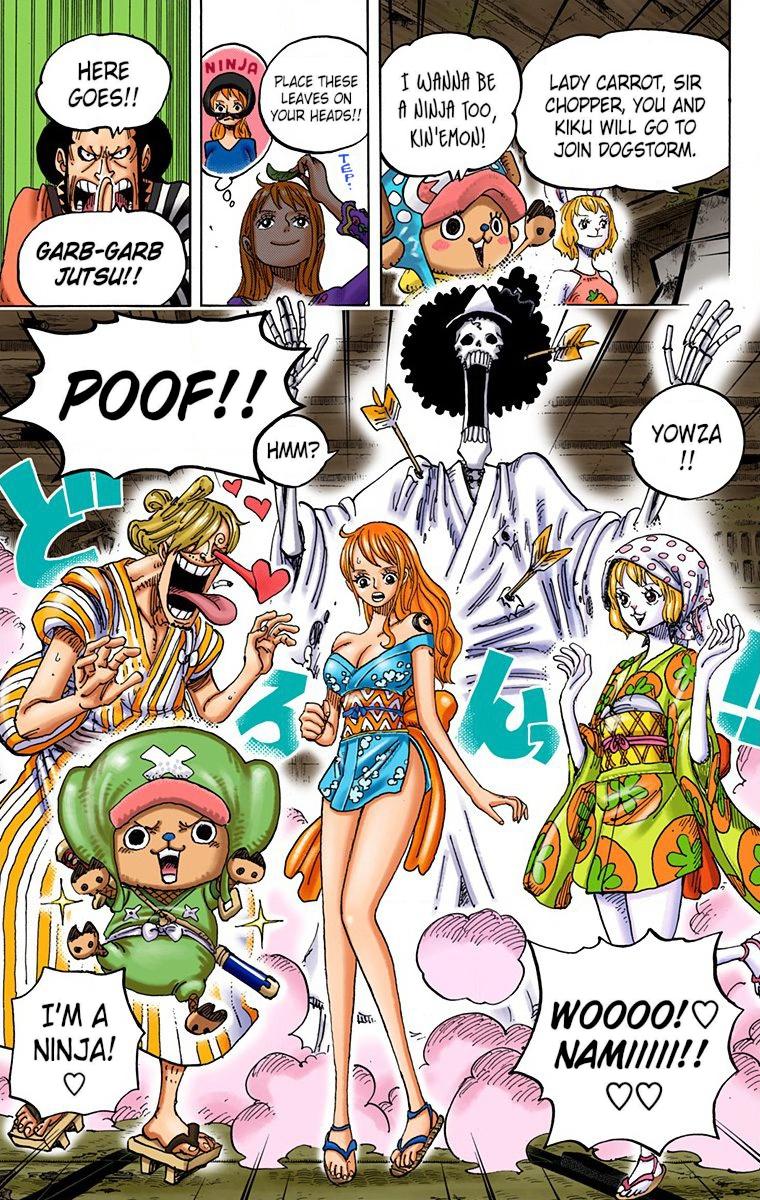 LADY CARROT, SIR
CHOPPER, YOU AND
KIKU WILL GO TO
JOIN DOGSTORM.
I WANNA BE
A NINJA TOO,
KIN'EMON!
PLACE THESE
LEAVES ON
YOUR HEADS!!
NINJA
TEP..
HERE
GOES!!
GARB-GARB
JUTSU!!
POOF!!
YOWZA
!!
HMM?
ど
ろ
んっ
!!
WOOOO!♡
NAMIIIII!!
♡♡
I'M A
NINJA!
♡